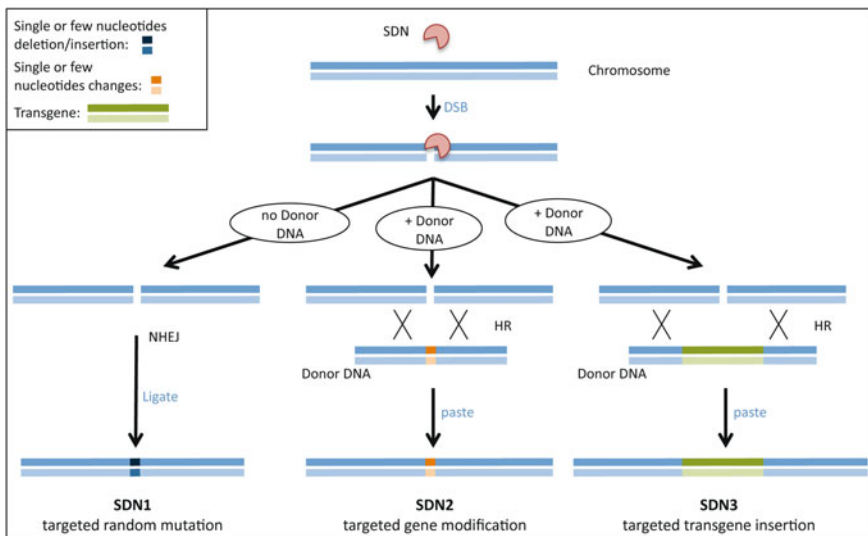 Single or few nucleotides
deletion/insertion:
Single or few
nucleotides changes:
Transgene:
SDN
Chromosome
DSB
no Donor
DNA
+ Donor
DNA
+ Donor
DNA
NHEJ
HR
HR
Donor DNA
Donor DNA
Ligate
paste
paste
SDN1
targeted random mutation
SDN2
targeted gene modification
SDN3
targeted transgene insertion